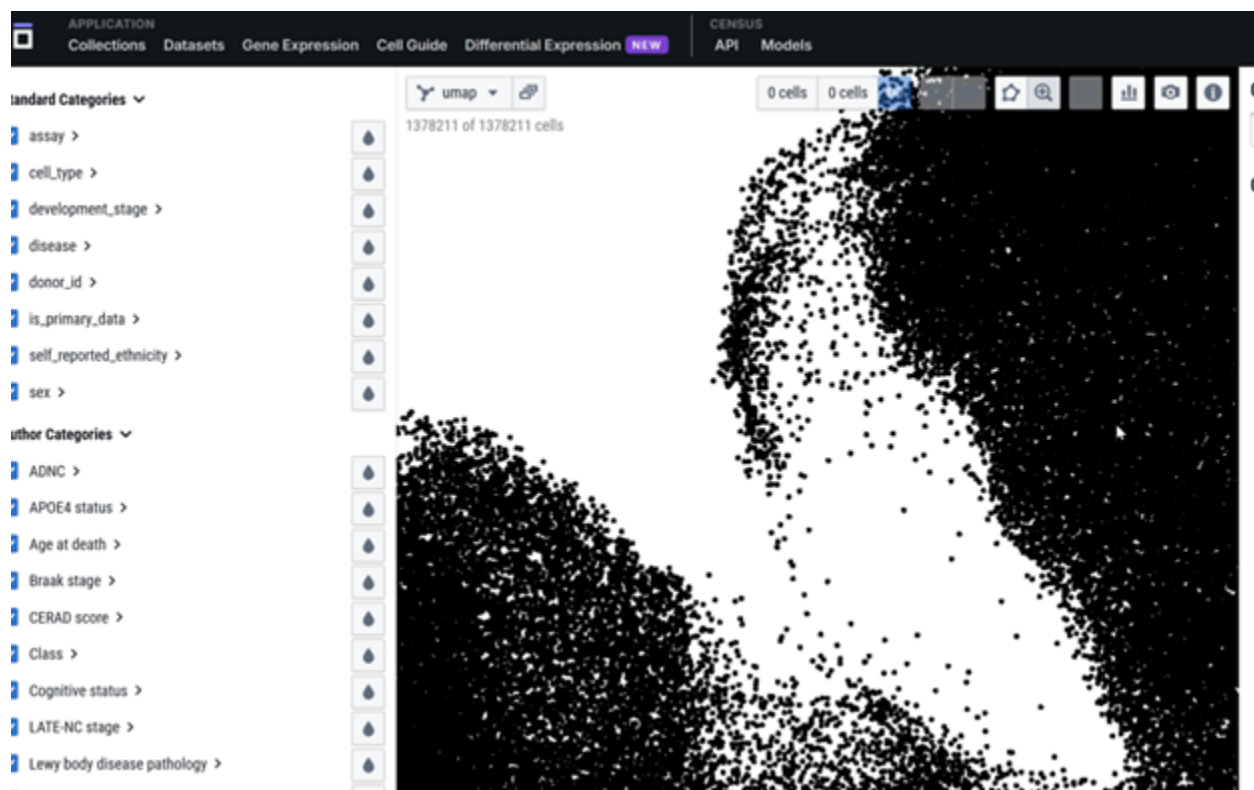 APPLICATION
Collections Datasets Gene Expression Cell Guide Differential Expression NEW
CENSUS
API Models
tandard Categories
assay
cell_type
development_stage
disease
donor_id
is_primary_data
self_reported_ethnicity
sex
uthor Categories
ADNC
APOE4 status
Age at death
Braak stage
CERAD score
Class
Cognitive status
LATE-NC stage
Lewy body disease pathology
umap
1378211 of 1378211 cells
0 cells 0 cells